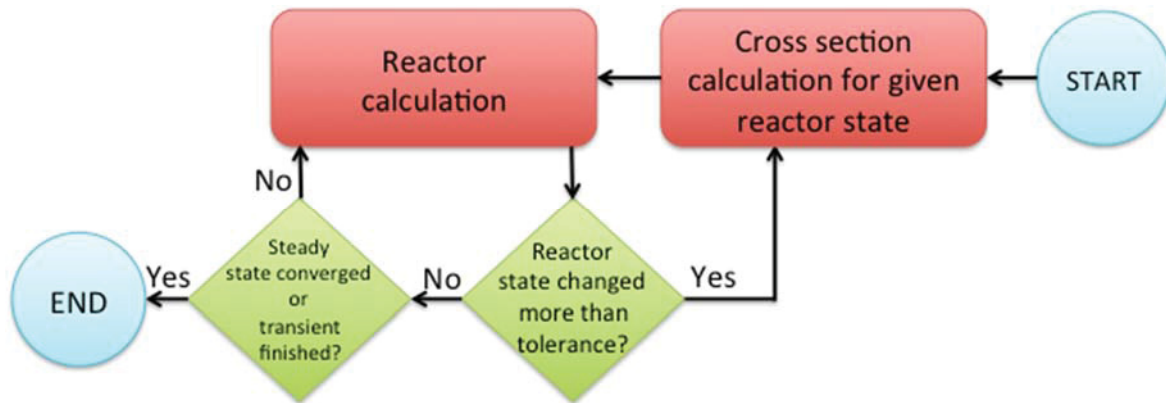 Reactor
calculation
Cross section
calculation for given
reactor state
START
No
Steady
state converged
or
transient
finished?
Yes
END
No
Reactor
state changed
more than
tolerance?
Yes